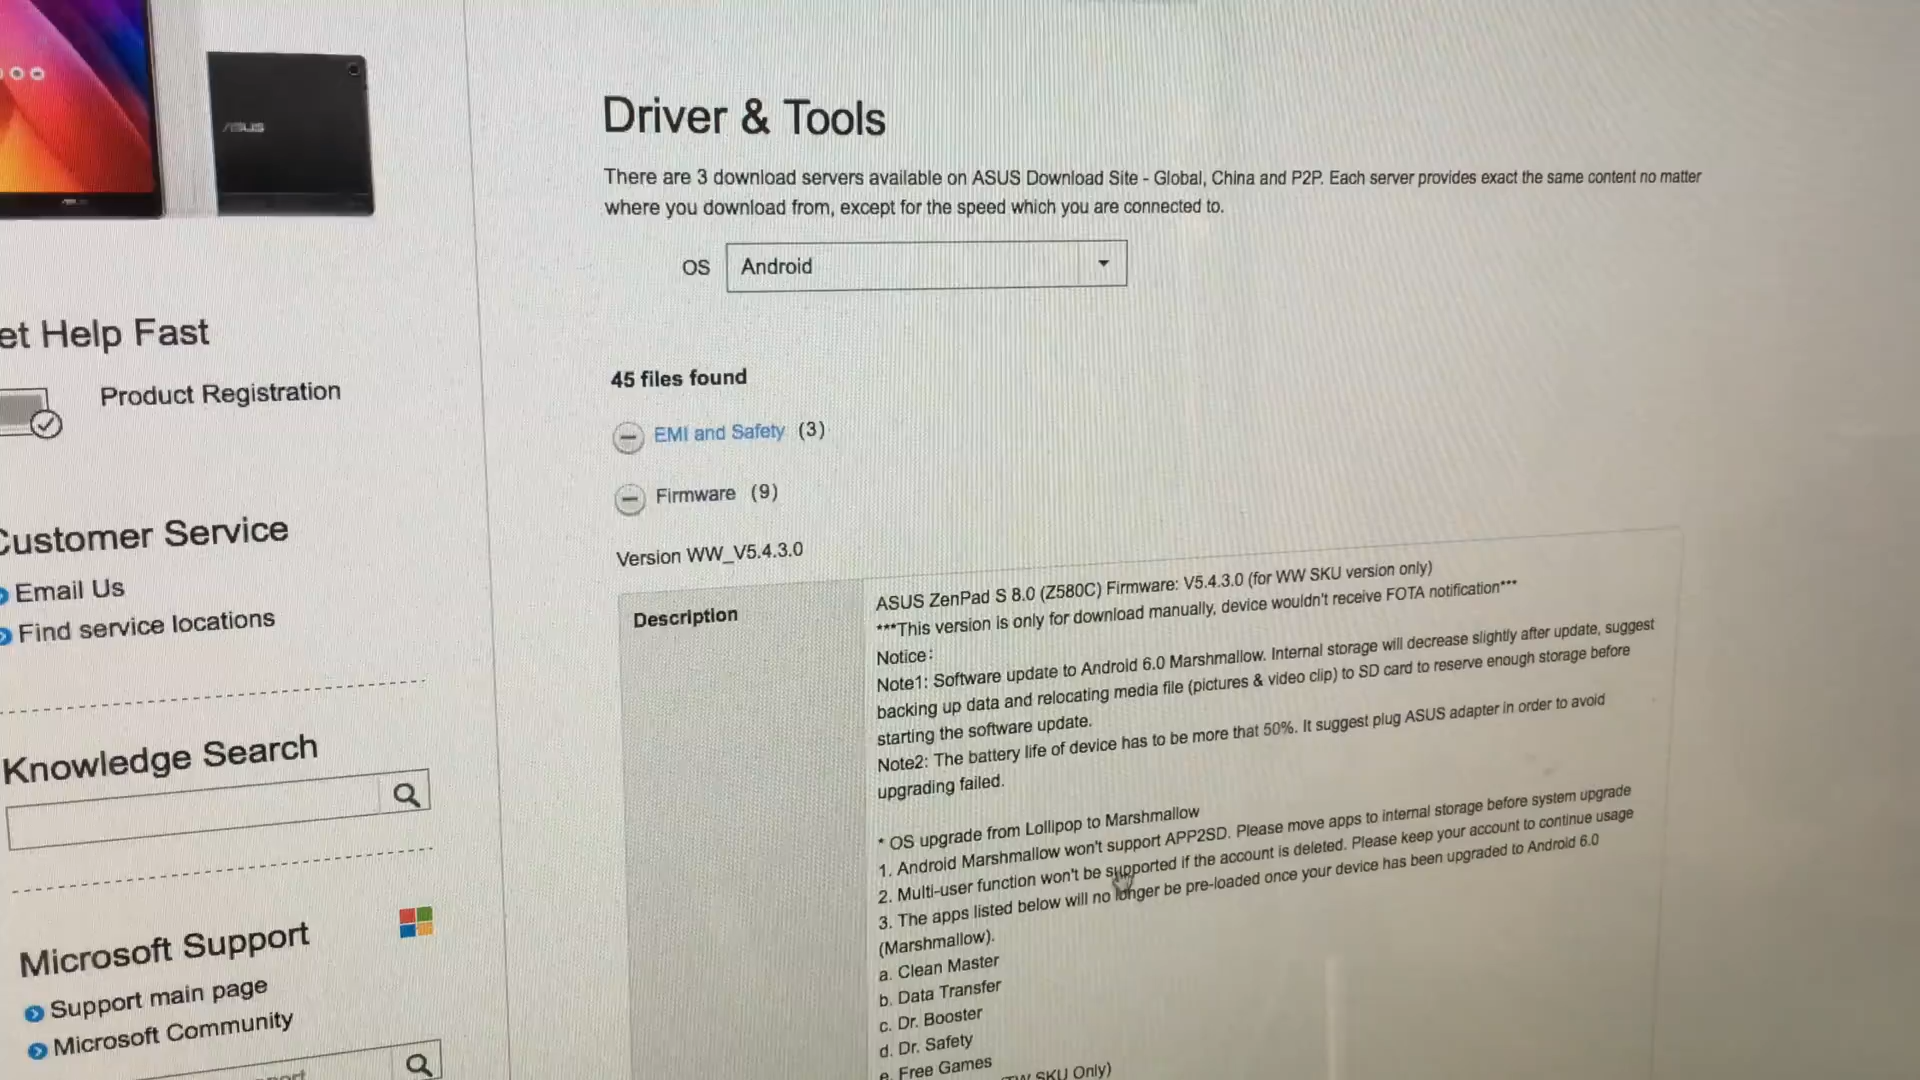 ASUS
Driver & Tools
There are 3 download servers available on ASUS Download Site - Global, China and P2P. Each server provides exact the same content no matter
where you download from, except for the speed which you are connected to.
OS Android
et Help Fast
Product Registration
45 files found
EMI and Safety (3)
Firmware (9)
Version WW_V5.4.3.0
Customer Service
Email Us
Find service locations
Knowledge Search
Microsoft Support
Support main page
Microsoft Community
Description
ASUS ZenPad S 8.0 (Z580C) Firmware: V5.4.3.0 (for WW SKU version only)
***This version is only for download manually, device wouldn't receive FOTA notification***
Notice:
Note1: Software update to Android 6.0 Marshmallow. Internal storage will decrease slightly after update, suggest
backing up data and relocating media file (pictures & video clip) to SD card to reserve enough storage before
starting the software update.
Note2: The battery life of device has to be more that 50%. It suggest plug ASUS adapter in order to avoid
upgrading failed.
* OS upgrade from Lollipop to Marshmallow
1. Android Marshmallow won't support APP2SD. Please move apps to internal storage before system upgrade
2. Multi-user function won't be supported if the account is deleted. Please keep your account to continue usage
3. The apps listed below will no longer be pre-loaded once your device has been upgraded to Android 6.0
(Marshmallow).
a. Clean Master
b. Data Transfer
c. Dr. Booster
d. Dr. Safety
e. Free Games
SKU Only)